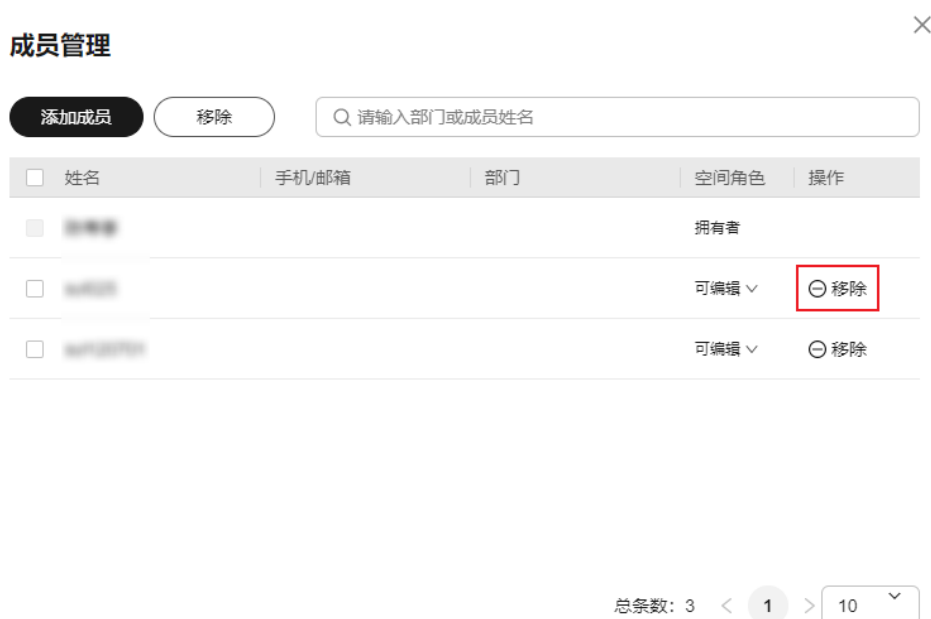 成员管理
添加成员 移除 请输入部门或成员姓名
姓名 手机/邮箱 部门 空间角色 操作
拥有者
可编辑 移除
可编辑 移除
总条数：3 < 1 > 10